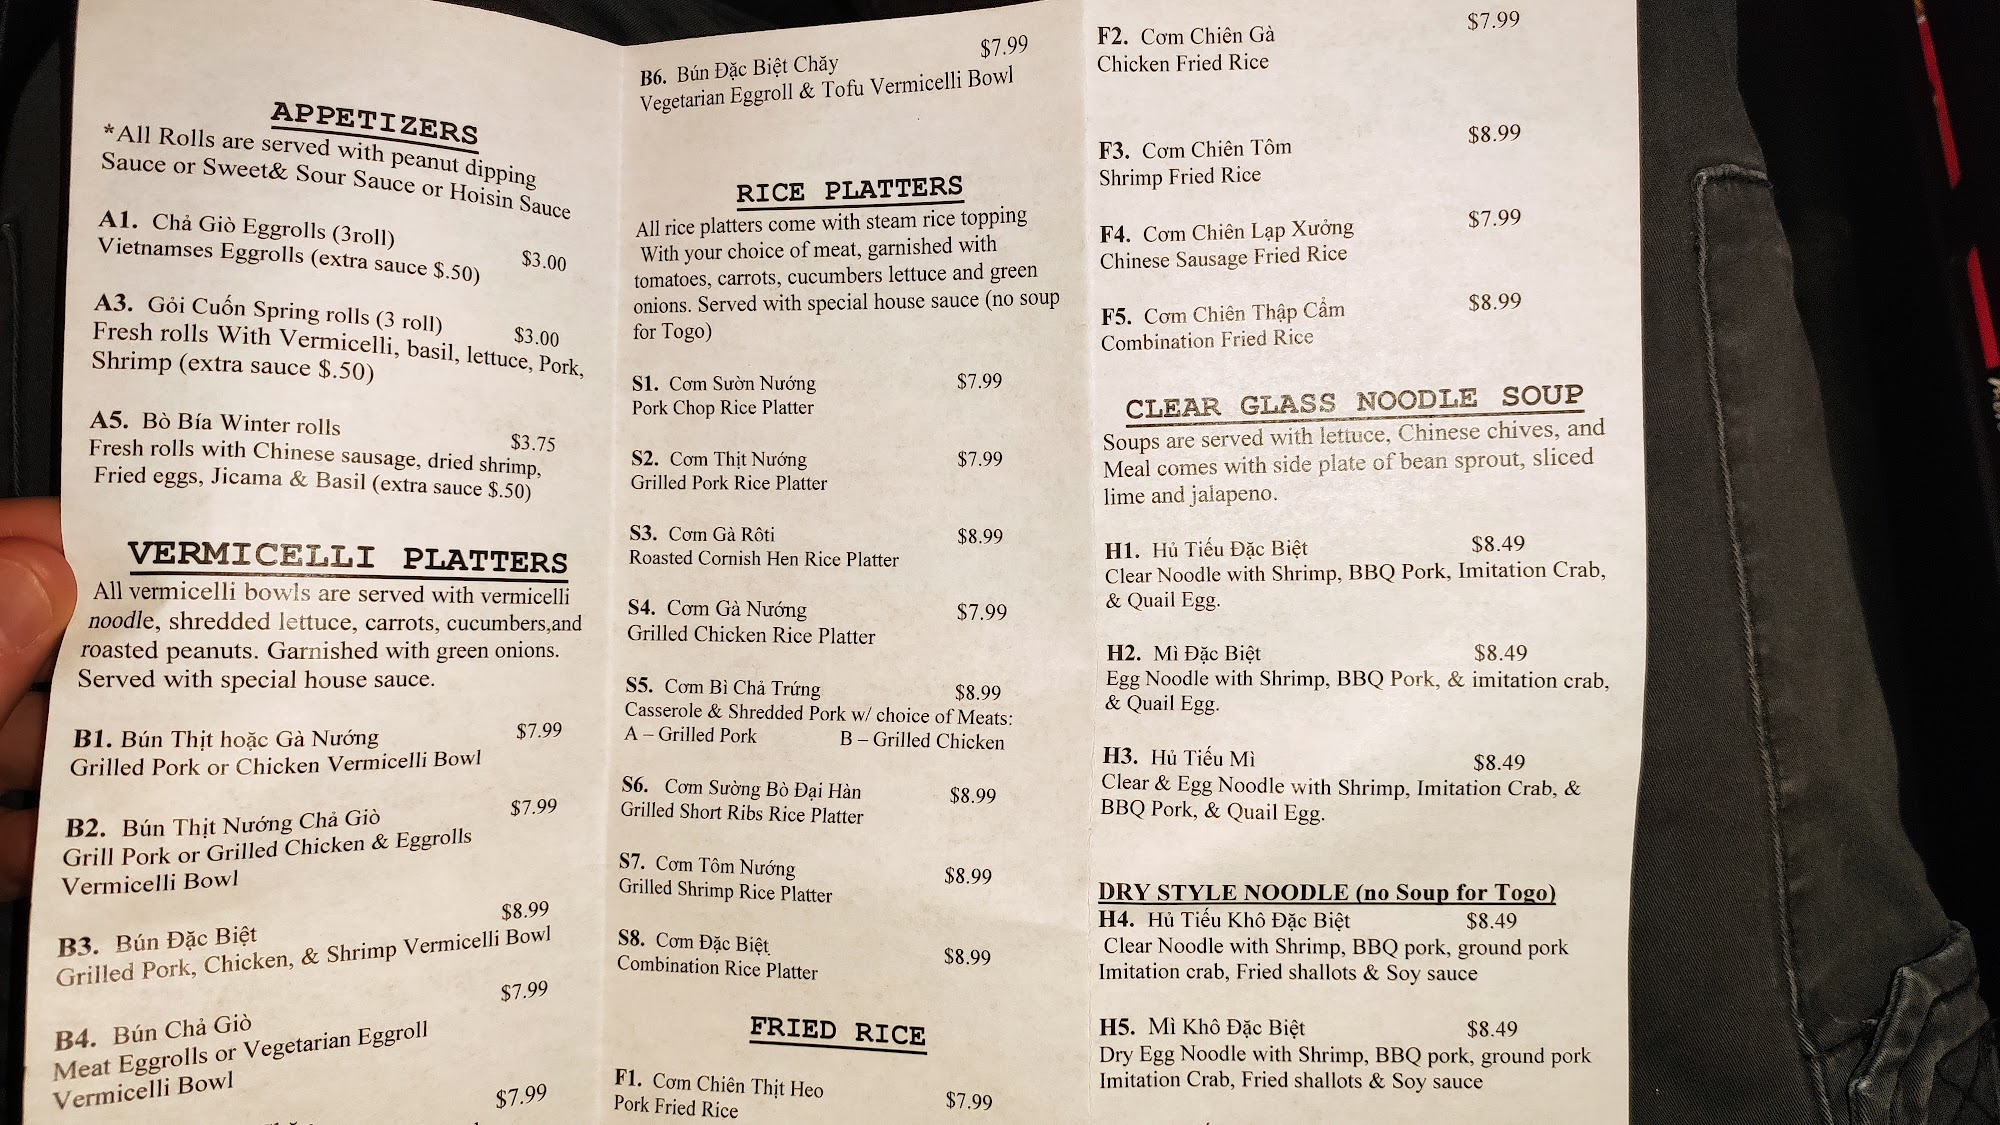 APPETIZERS
*All Rolls are served with peanut dipping
Sauce or Sweet& Sour Sauce or Hoisin Sauce
A1. Chả Giò Eggrolls (3roll)
Vietnamses Eggrolls (extra sauce $.50) $3.00
A3. Gỏi Cuốn Spring rolls (3 roll) $3.00
Fresh rolls With Vermicelli, basil, lettuce, Pork,
Shrimp (extra sauce $.50)
A5. Bò Bía Winter rolls $3.75
Fresh rolls with Chinese sausage, dried shrimp,
Fried eggs, Jicama & Basil (extra sauce $.50)
VERMICELLI PLATTERS
All vermicelli bowls are served with vermicelli
noodle, shredded lettuce, carrots, cucumbers,and
roasted peanuts. Garnished with green onions.
Served with special house sauce.
B1. Bún Thịt hoặc Gà Nướng $7.99
Grilled Pork or Chicken Vermicelli Bowl
B2. Bún Thịt Nướng Chả Giò $7.99
Grill Pork or Grilled Chicken & Eggrolls
Vermicelli Bowl
B3. Bún Đặc Biệt $8.99
Grilled Pork, Chicken, & Shrimp Vermicelli Bowl
B4. Bún Chả Giò $7.99
Meat Eggrolls or Vegetarian Eggroll
Vermicelli Bowl
$7.99
B6. Bún Đặc Biệt Chăy $7.99
Vegetarian Eggroll & Tofu Vermicelli Bowl
RICE PLATTERS
All rice platters come with steam rice topping
With your choice of meat, garnished with
tomatoes, carrots, cucumbers lettuce and green
onions. Served with special house sauce (no soup
for Togo)
S1. Cơm Sườn Nướng $7.99
Pork Chop Rice Platter
S2. Cơm Thịt Nướng $7.99
Grilled Pork Rice Platter
S3. Cơm Gà Rôti $8.99
Roasted Cornish Hen Rice Platter
S4. Cơm Gà Nướng $7.99
Grilled Chicken Rice Platter
S5. Cơm Bì Chả Trứng $8.99
Casserole & Shredded Pork w/ choice of Meats:
A – Grilled Pork B – Grilled Chicken
S6. Cơm Sường Bò Đại Hàn $8.99
Grilled Short Ribs Rice Platter
S7. Cơm Tôm Nướng $8.99
Grilled Shrimp Rice Platter
S8. Cơm Đặc Biệt $8.99
Combination Rice Platter
FRIED RICE
F1. Cơm Chiên Thịt Heo $7.99
Pork Fried Rice
F2. Cơm Chiên Gà $7.99
Chicken Fried Rice
F3. Cơm Chiên Tôm $8.99
Shrimp Fried Rice
F4. Cơm Chiên Lạp Xưởng $7.99
Chinese Sausage Fried Rice
F5. Cơm Chiên Thập Cẩm $8.99
Combination Fried Rice
CLEAR GLASS NOODLE SOUP
Soups are served with lettuce, Chinese chives, and
Meal comes with side plate of bean sprout, sliced
lime and jalapeno.
H1. Hủ Tiếu Đặc Biệt $8.49
Clear Noodle with Shrimp, BBQ Pork, Imitation Crab,
& Quail Egg.
H2. Mì Đặc Biệt $8.49
Egg Noodle with Shrimp, BBQ Pork, & imitation crab,
& Quail Egg.
H3. Hủ Tiếu Mì $8.49
Clear & Egg Noodle with Shrimp, Imitation Crab, &
BBQ Pork, & Quail Egg.
DRY STYLE NOODLE (no Soup for Togo)
H4. Hủ Tiếu Khô Đặc Biệt $8.49
Clear Noodle with Shrimp, BBQ pork, ground pork
Imitation crab, Fried shallots & Soy sauce
H5. Mì Khô Đặc Biệt $8.49
Dry Egg Noodle with Shrimp, BBQ pork, ground pork
Imitation Crab, Fried shallots & Soy sauce